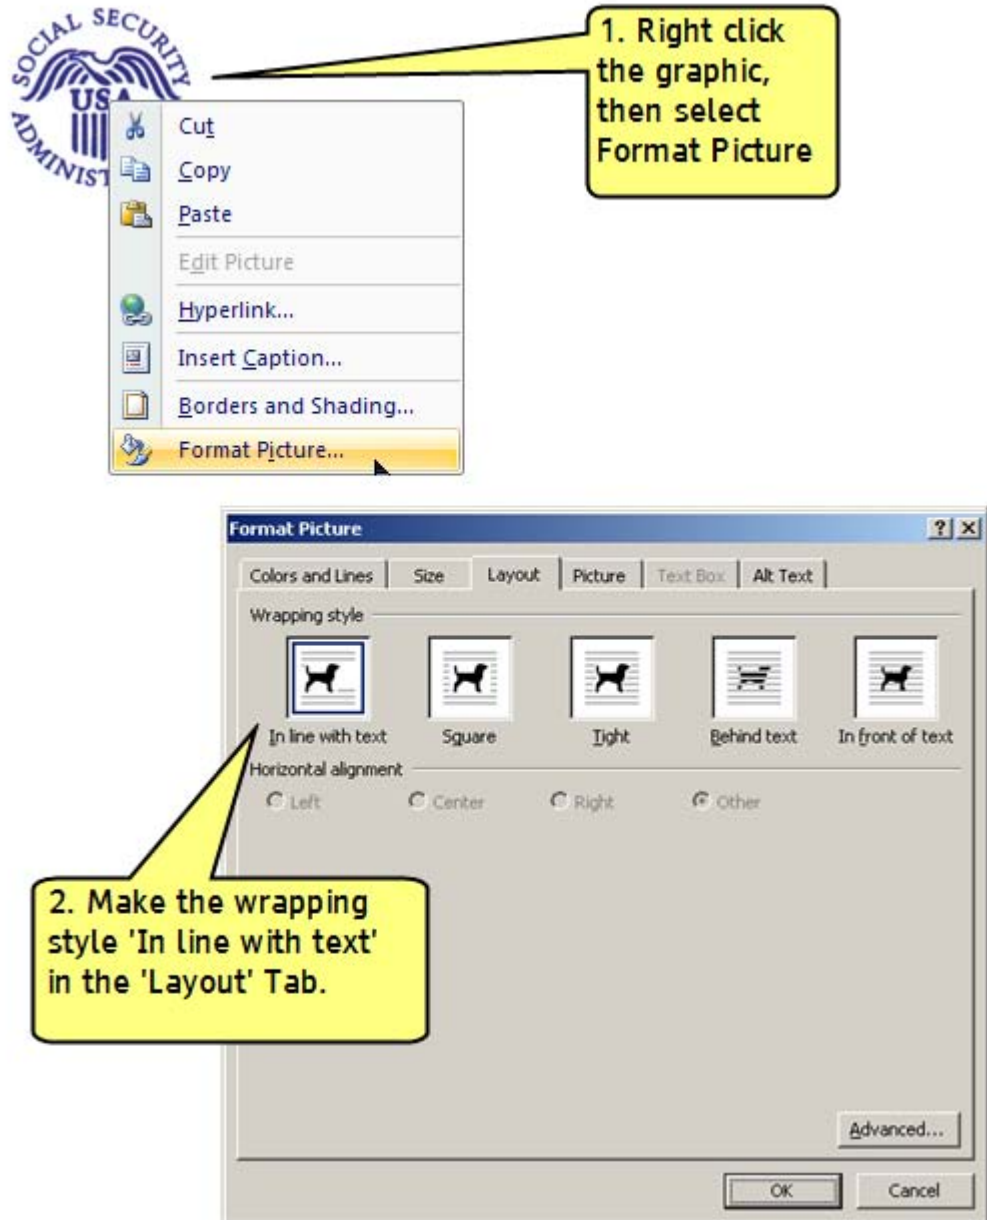 SOCIAL SECURITY
USA
1. Right click
the graphic,
then select
Format Picture
Cut
Copy
Paste
Edit Picture
Hyperlink...
Insert Caption...
Borders and Shading...
Format Picture...
Format Picture
Colors and Lines Size Layout Picture Text Box Alt Text
Wrapping style
In line with text Square Tight Behind text In front of text
Horizontal alignment
Left Center Right Other
2. Make the wrapping
style 'In line with text'
in the 'Layout' Tab.
Advanced...
OK Cancel